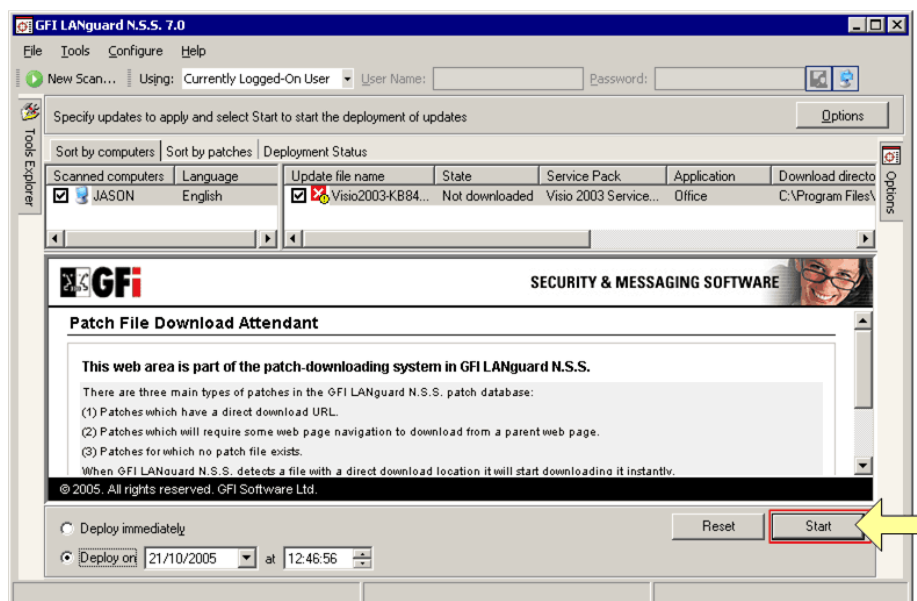 GFI LANguard N.S.S. 7.0
File Tools Configure Help
New Scan... Using: Currently Logged-On User User Name: Password:
Tools Explorer
Specify updates to apply and select Start to start the deployment of updates Options
Sort by computers Sort by patches Deployment Status
Options
Scanned computers Language Update file name State Service Pack Application Download directo
JASON English Visio2003-KB84... Not downloaded Visio 2003 Service... Office C:\Program Files\
GFi SECURITY & MESSAGING SOFTWARE
Patch File Download Attendant
This web area is part of the patch-downloading system in GFI LANguard N.S.S.
There are three main types of patches in the GFI LANguard N.S.S. patch database:
(1) Patches which have a direct download URL.
(2) Patches which will require some web page navigation to download from a parent web page.
(3) Patches for which no patch file exists.
When GFI LANguard N.S.S. detects a file with a direct download location it will start downloading it instantly.
© 2005. All rights reserved. GFI Software Ltd.
Deploy immediately Reset Start
Deploy on 21/10/2005 at 12:46:56